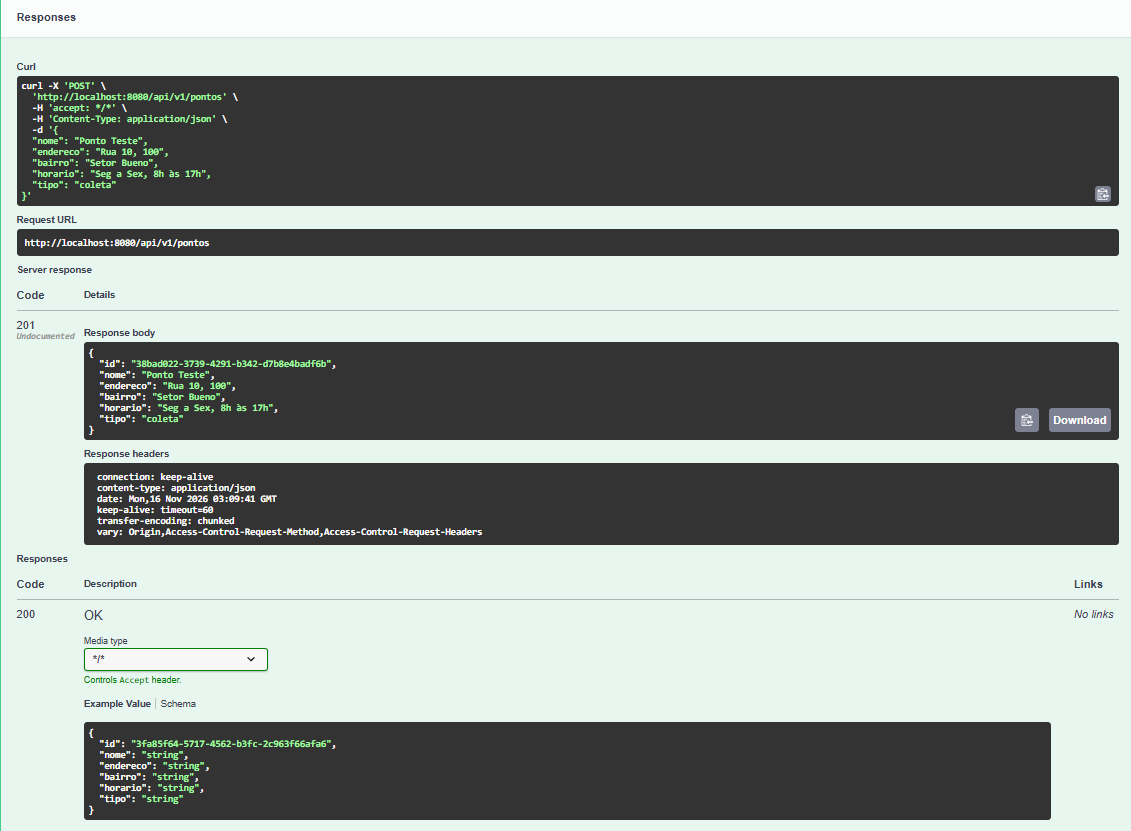 Responses
Curl
curl -X 'POST' \
  'http://localhost:8080/api/v1/pontos' \
  -H 'accept: */*' \
  -H 'Content-Type: application/json' \
  -d '{
  "nome": "Ponto Teste",
  "endereco": "Rua 10, 100",
  "bairro": "Setor Bueno",
  "horario": "Seg a Sex, 8h às 17h",
  "tipo": "coleta"
}'
Request URL
http://localhost:8080/api/v1/pontos
Server response
Code Details
201
Undocumented
Response body
{
  "id": "38bad022-3739-4291-b342-d7b8e4badf6b",
  "nome": "Ponto Teste",
  "endereco": "Rua 10, 100",
  "bairro": "Setor Bueno",
  "horario": "Seg a Sex, 8h às 17h",
  "tipo": "coleta"
}
Download
Response headers
connection: keep-alive
content-type: application/json
date: Mon,16 Nov 2026 03:09:41 GMT
keep-alive: timeout=60
transfer-encoding: chunked
vary: Origin,Access-Control-Request-Method,Access-Control-Request-Headers
Responses
Code Description Links
200 OK No links
Media type
*/*
Controls Accept header.
Example Value Schema
{
  "id": "3fa85f64-5717-4562-b3fc-2c963f66afa6",
  "nome": "string",
  "endereco": "string",
  "bairro": "string",
  "horario": "string",
  "tipo": "string"
}